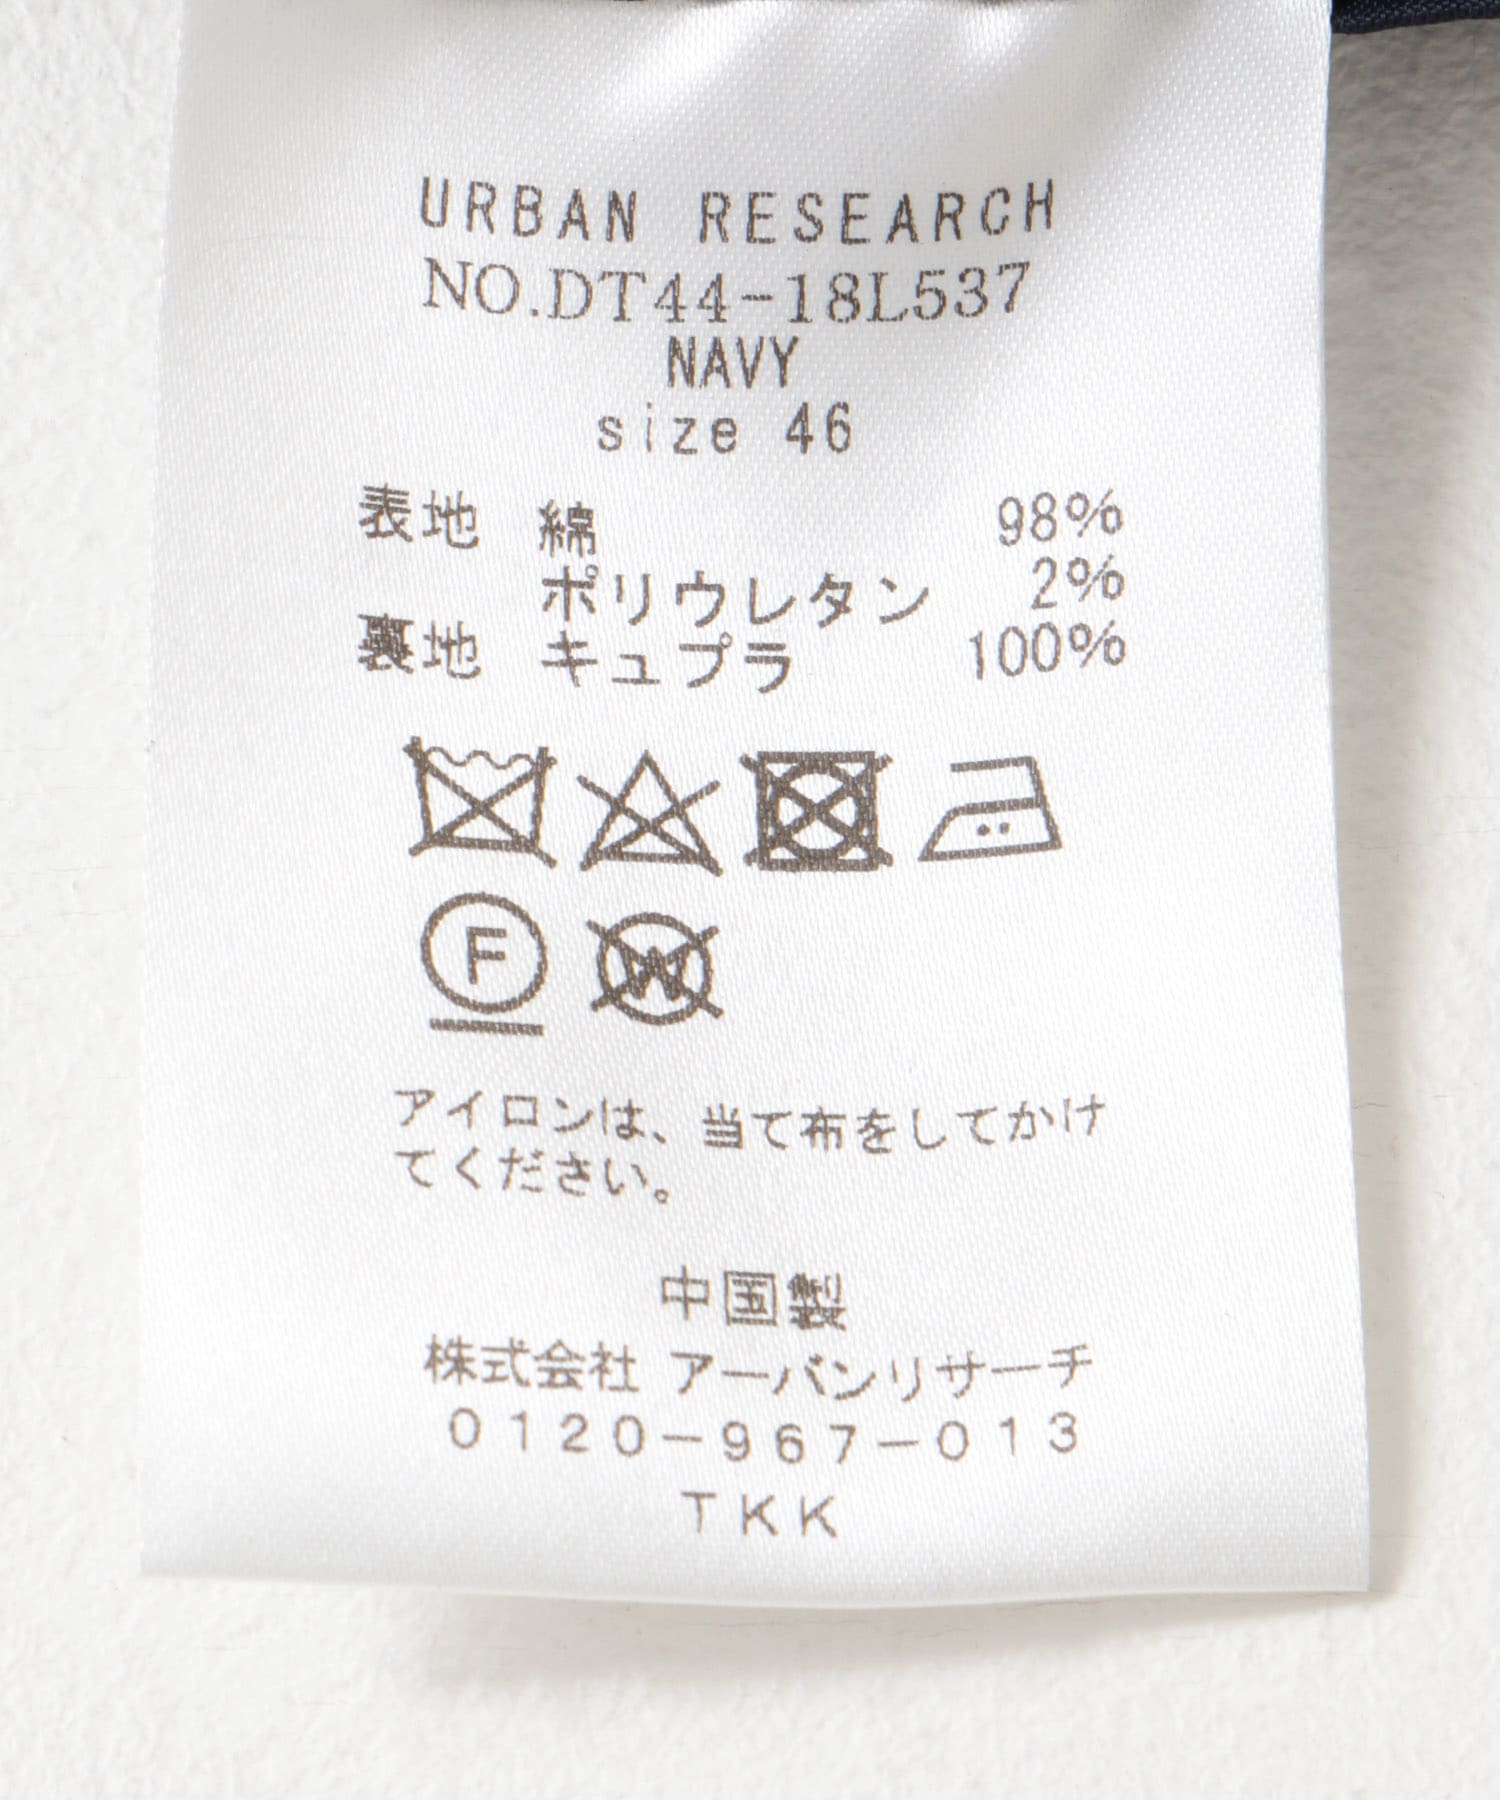 URBAN RESEARCH
NO.DT44-18L537
NAVY
size 46
表地 綿 98%
ポリウレタン 2%
裏地 キュプラ 100%
F W
アイロンは、当て布をしてかけ
てください。
中国製
株式会社 アーバンリサーチ
0120-967-013
TKK